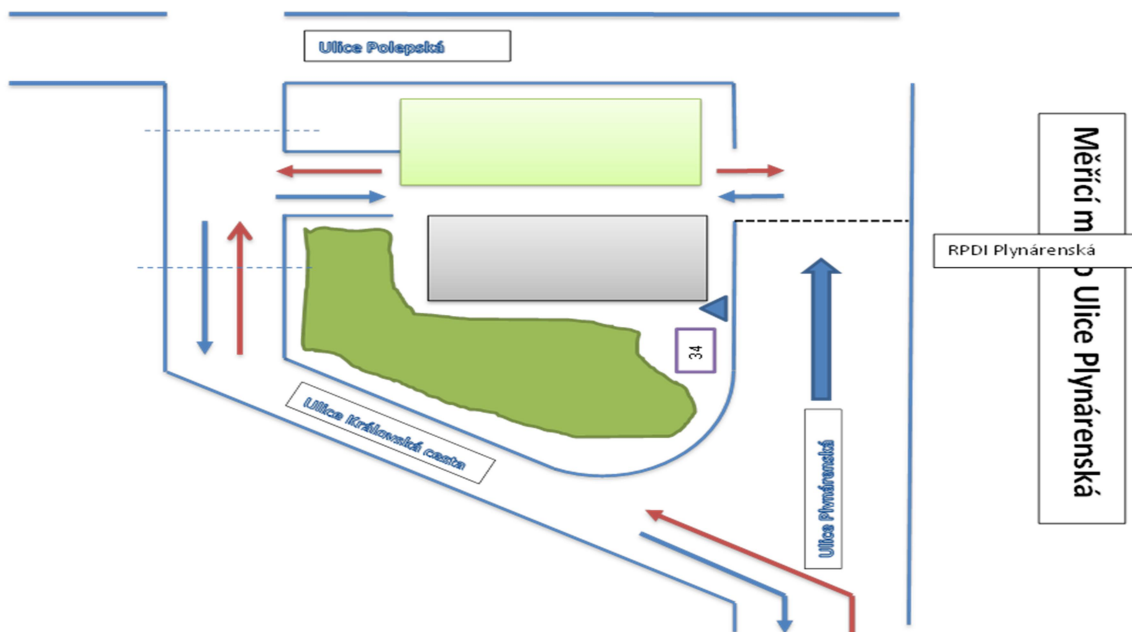 Ulice Polepská
RPDI Plynárenská
Měřící m
o Ulice Plynárenská
34
Ulice Královská cesta
Ulice Plynárenská